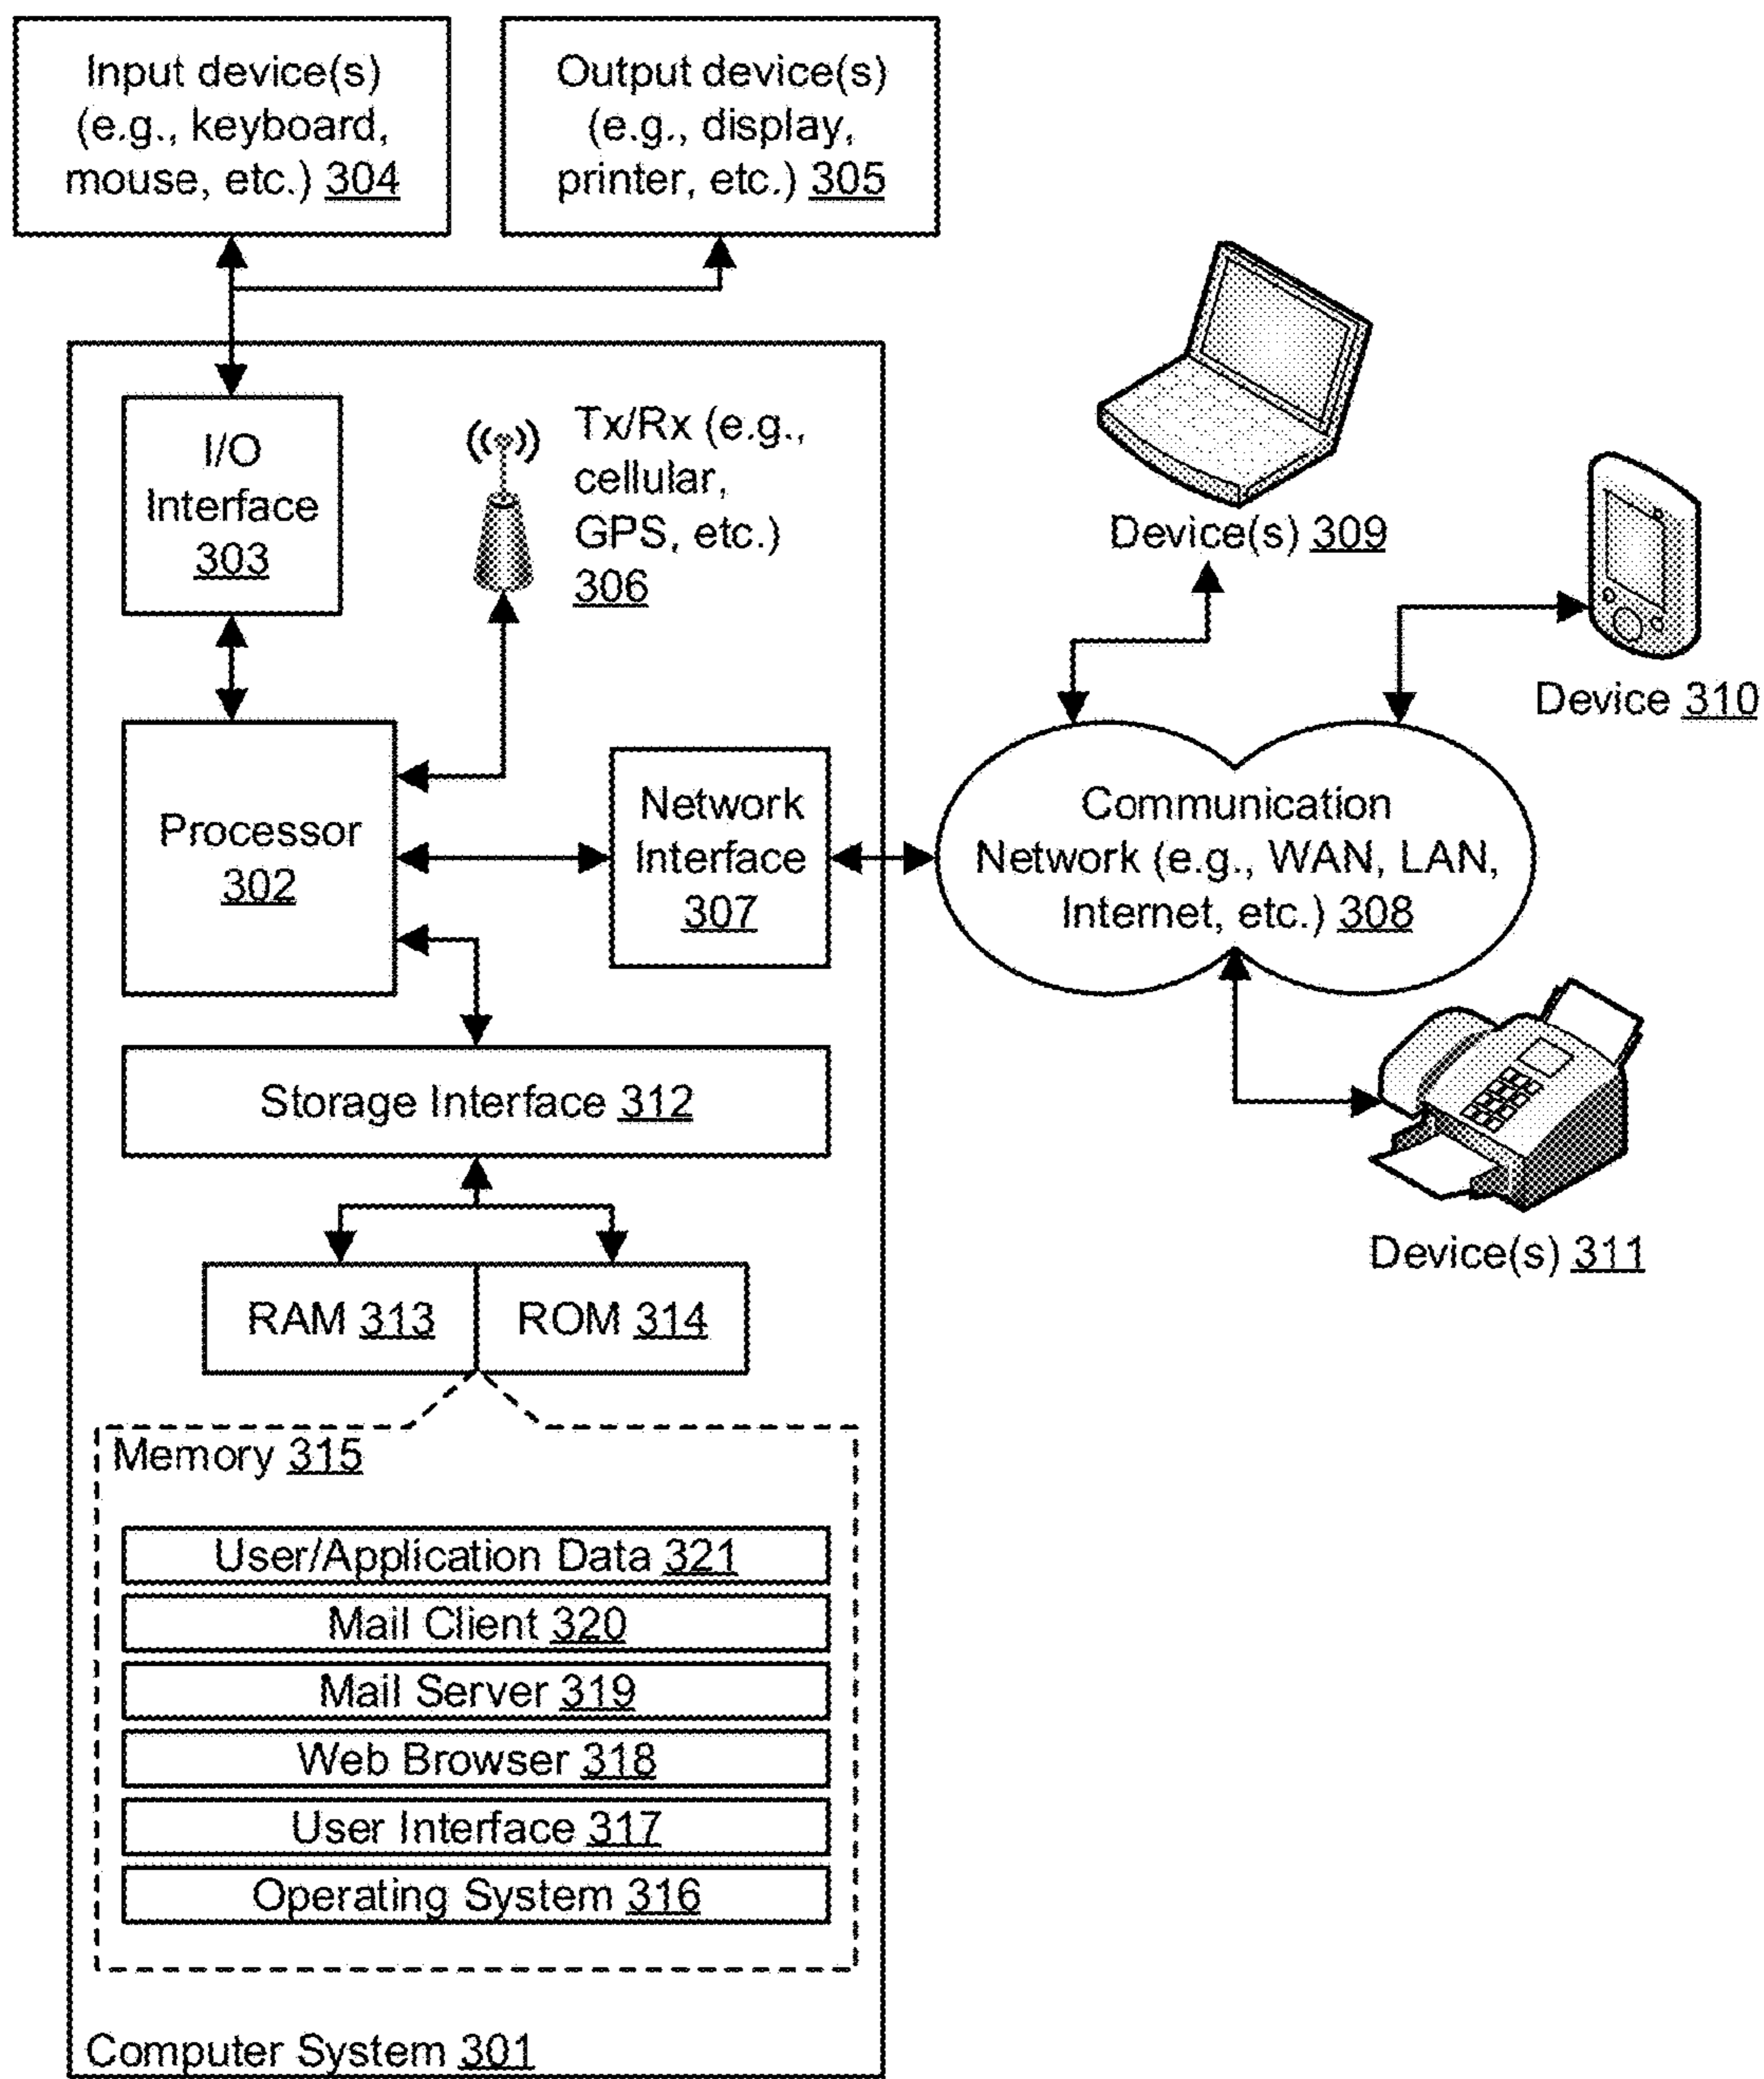 Input device(s)
(e.g., keyboard,
mouse, etc.) 304
Output device(s)
(e.g., display,
printer, etc.) 305
I/O
Interface
303
Tx/Rx (e.g.,
cellular,
GPS, etc.)
306
Device(s) 309
Device 310
Processor
302
Network
Interface
307
Communication
Network (e.g., WAN, LAN,
Internet, etc.) 308
Storage Interface 312
Device(s) 311
RAM 313
ROM 314
Memory 315
User/Application Data 321
Mail Client 320
Mail Server 319
Web Browser 318
User Interface 317
Operating System 316
Computer System 301